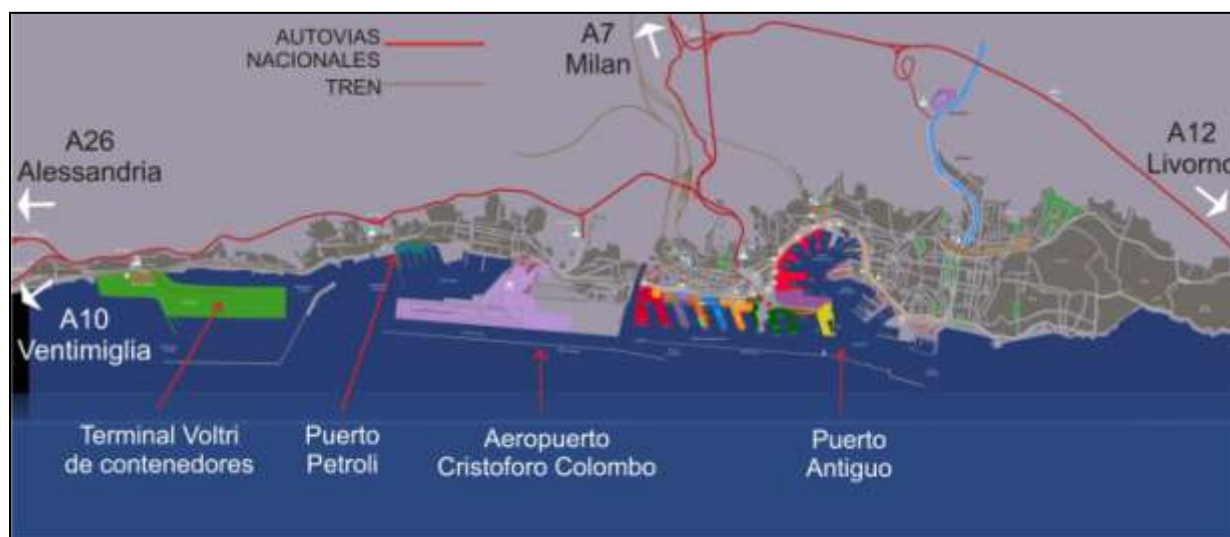 AUTOVIAS
NACIONALES
TREN
A7
Milan
A26
Alessandria
A12
Livorno
A10
Ventimiglia
Terminal Voltri
de contenedores
Puerto
Petroli
Aeropuerto
Cristoforo Colombo
Puerto
Antiguo